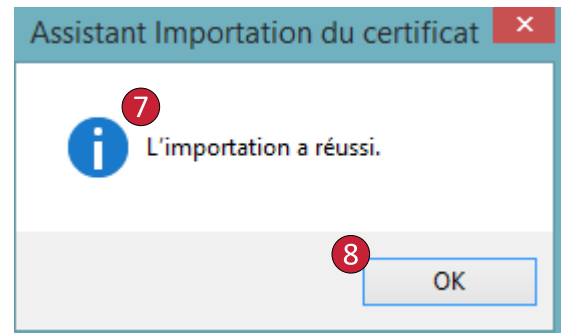 Assistant Importation du certificat
7
L'importation a réussi.
8
OK